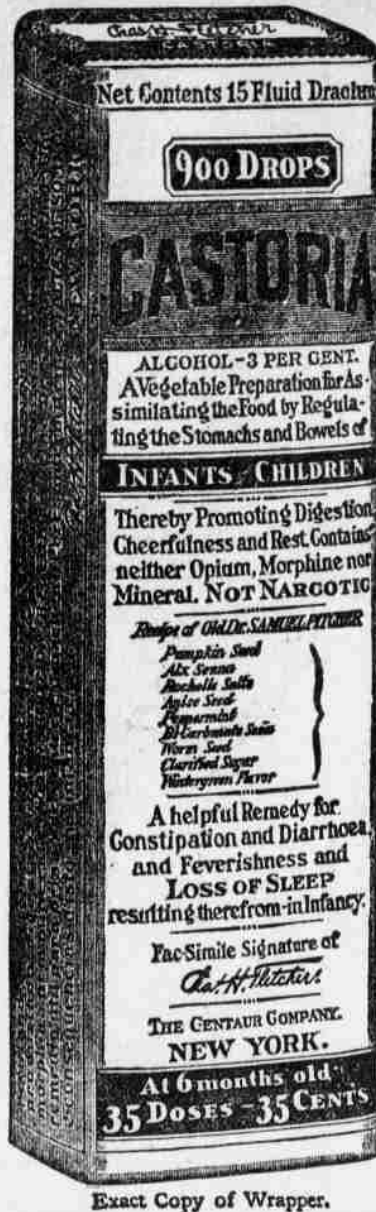 Chas. H. Fletcher
Net Contents 15 Fluid Drachm
900 DROPS
CASTORIA
ALCOHOL-3 PER CENT.
A Vegetable Preparation for As-
similating the Food by Regula-
ting the Stomachs and Bowels of
INFANTS CHILDREN
Thereby Promoting Digestion
Cheerfulness and Rest. Contains
neither Opium, Morphine nor
Mineral. NOT NARCOTIC
Recipe of Old Dr. SAMUEL PITCHER
Pumpkin Seed
Alx Senna
Rochelle Salts
Anise Seed
Peppermint
Bi Carbonate Soda
Worm Seed
Clarified Sugar
Wintergreen Flavor
A helpful Remedy for
Constipation and Diarrhoea,
and Feverishness and
LOSS OF SLEEP
resulting therefrom in Infancy.
Fac-Simile Signature of
Chas. H. Fletcher.
THE CENTAUR COMPANY.
NEW YORK.
At 6 months old
35 DOSES - 35 CENTS
Exact Copy of Wrapper.